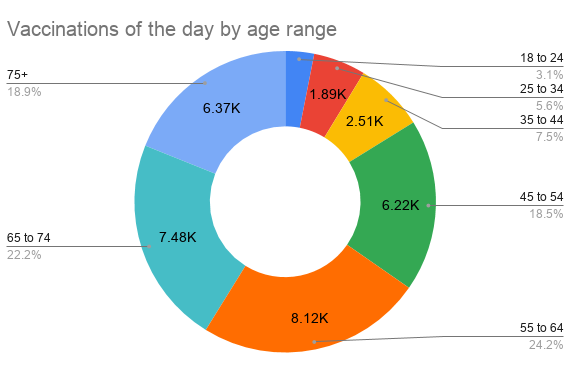 Vaccinations of the day by age range
18 to 24
3.1%
25 to 34
5.6%
35 to 44
7.5%
45 to 54
18.5%
55 to 64
24.2%
65 to 74
22.2%
75+
18.9%
1.89K
2.51K
6.22K
8.12K
7.48K
6.37K